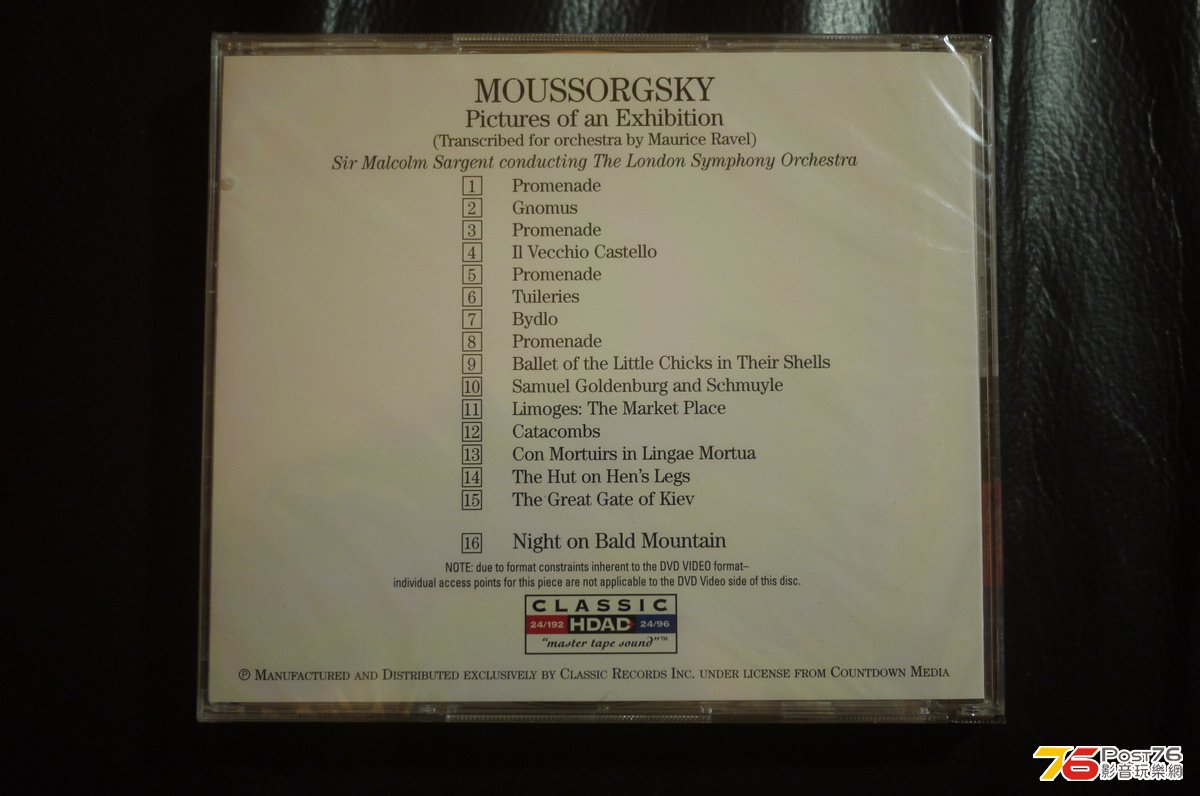 MOUSSORGSKY
Pictures of an Exhibition
(Transcribed for orchestra by Maurice Ravel)
Sir Malcolm Sargent conducting The London Symphony Orchestra
1 Promenade
2 Gnomus
3 Promenade
4 Il Vecchio Castello
5 Promenade
6 Tuileries
7 Bydlo
8 Promenade
9 Ballet of the Little Chicks in Their Shells
10 Samuel Goldenburg and Schmuyle
11 Limoges: The Market Place
12 Catacombs
13 Con Mortuirs in Lingae Mortua
14 The Hut on Hen's Legs
15 The Great Gate of Kiev
16 Night on Bald Mountain
NOTE: due to format constraints inherent to the DVD VIDEO format–
individual access points for this piece are not applicable to the DVD Video side of this disc.
CLASSIC
24/192 HDAD 24/96
"master tape sound"™
℗ MANUFACTURED AND DISTRIBUTED EXCLUSIVELY BY CLASSIC RECORDS INC. UNDER LICENSE FROM COUNTDOWN MEDIA
76 POST76
影音玩樂網